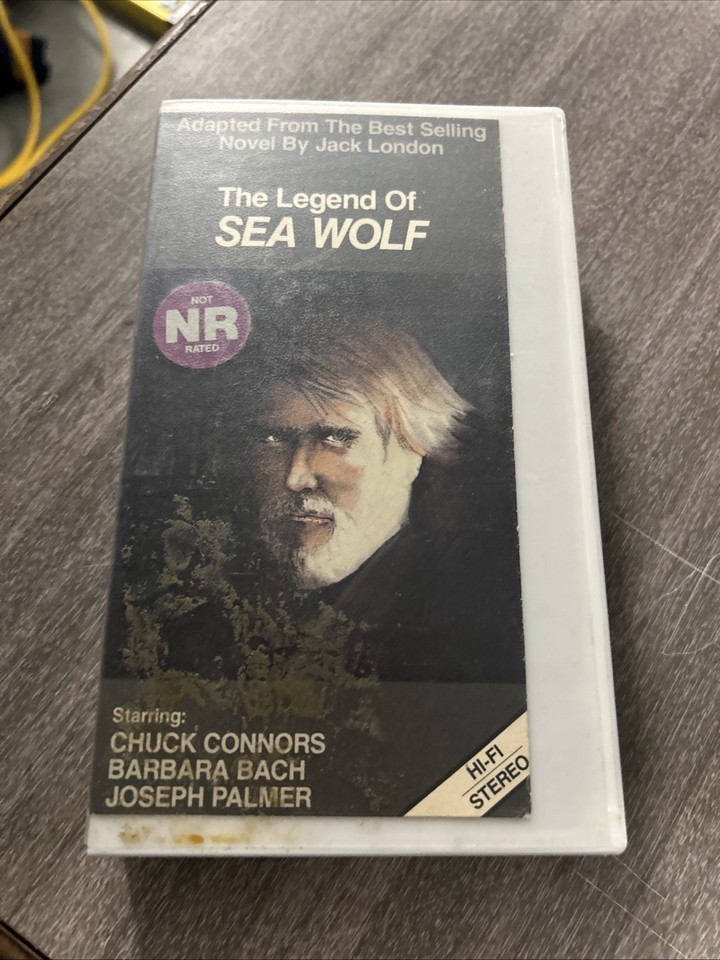 Adapted From The Best Selling
Novel By Jack London
The Legend Of
SEA WOLF
NOT
NR
RATED
Starring:
CHUCK CONNORS
BARBARA BACH
JOSEPH PALMER
HI-FI
STEREO